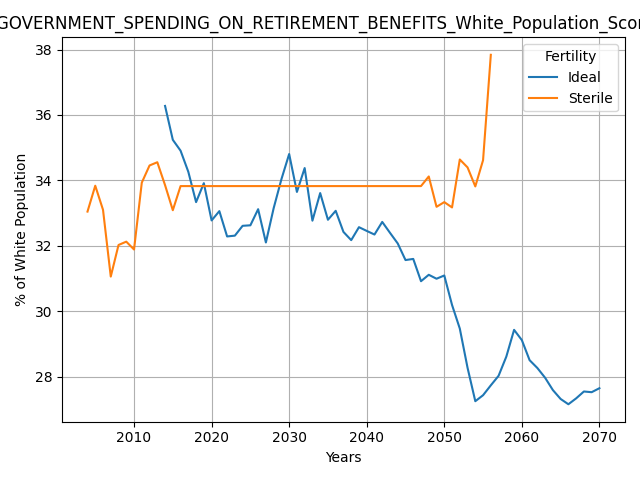 GOVERNMENT_SPENDING_ON_RETIREMENT_BENEFITS_White_Population_Scor
38
36
34
32
30
28
% of White Population
Fertility
Ideal
Sterile
2010 2020 2030 2040 2050 2060 2070
Years